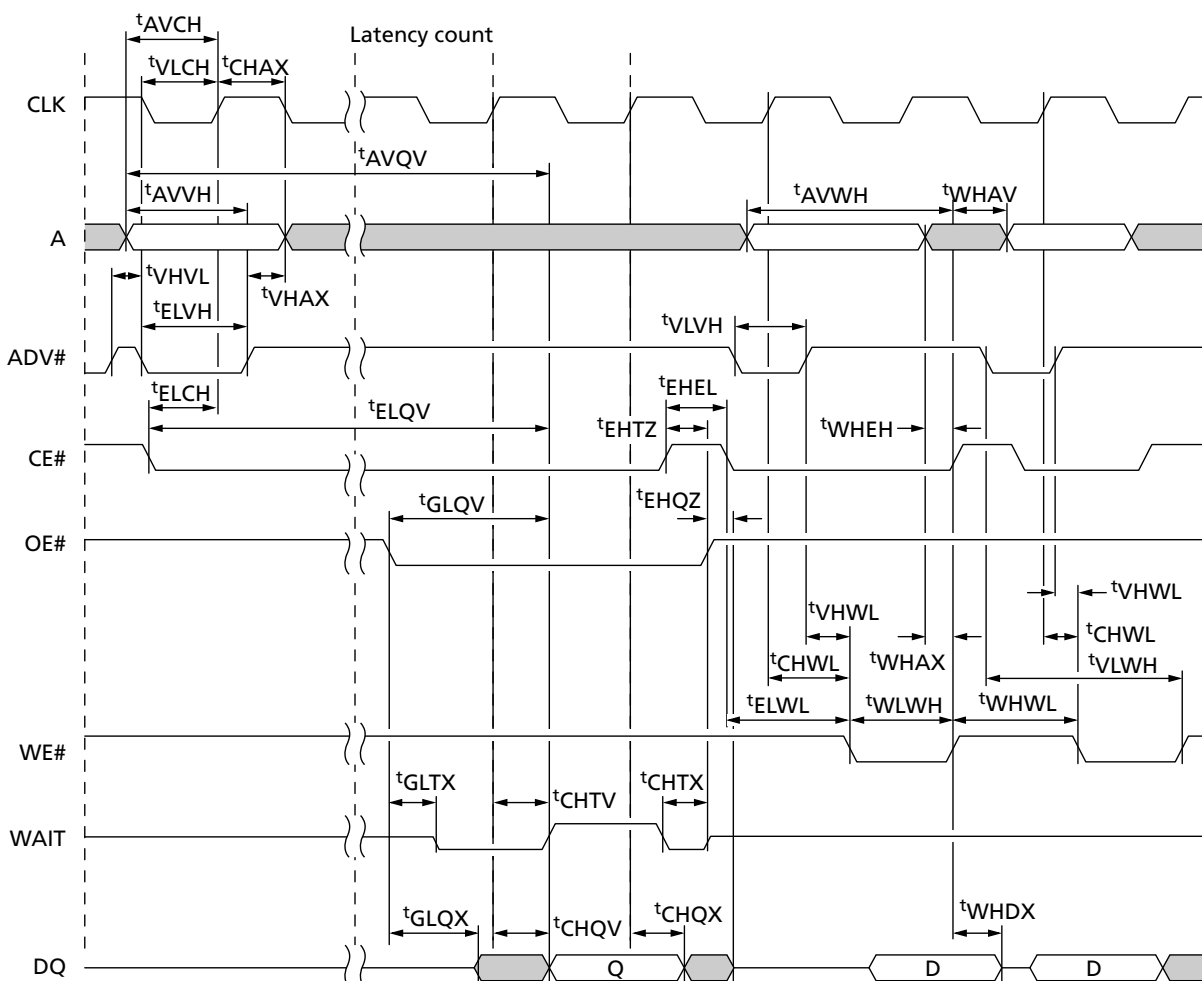 tAVCH
Latency count
tVLCH tCHAX
CLK
tAVQV
tAVVH tAVWH tWHAV
A
tVHVL
tVHAX
tELVH
tVLVH
ADV#
tELCH tEHEL
tELQV
tEHTZ tWHEH
CE#
tGLQV tEHQZ
OE#
tVHWL
tVHWL
tCHWL
tCHWL tWHAX
tVLWH
tELWL tWLWH tWHWL
WE#
tGLTX tCHTV tCHTX
WAIT
tGLQX tCHQV tCHQX tWHDX
DQ Q D D